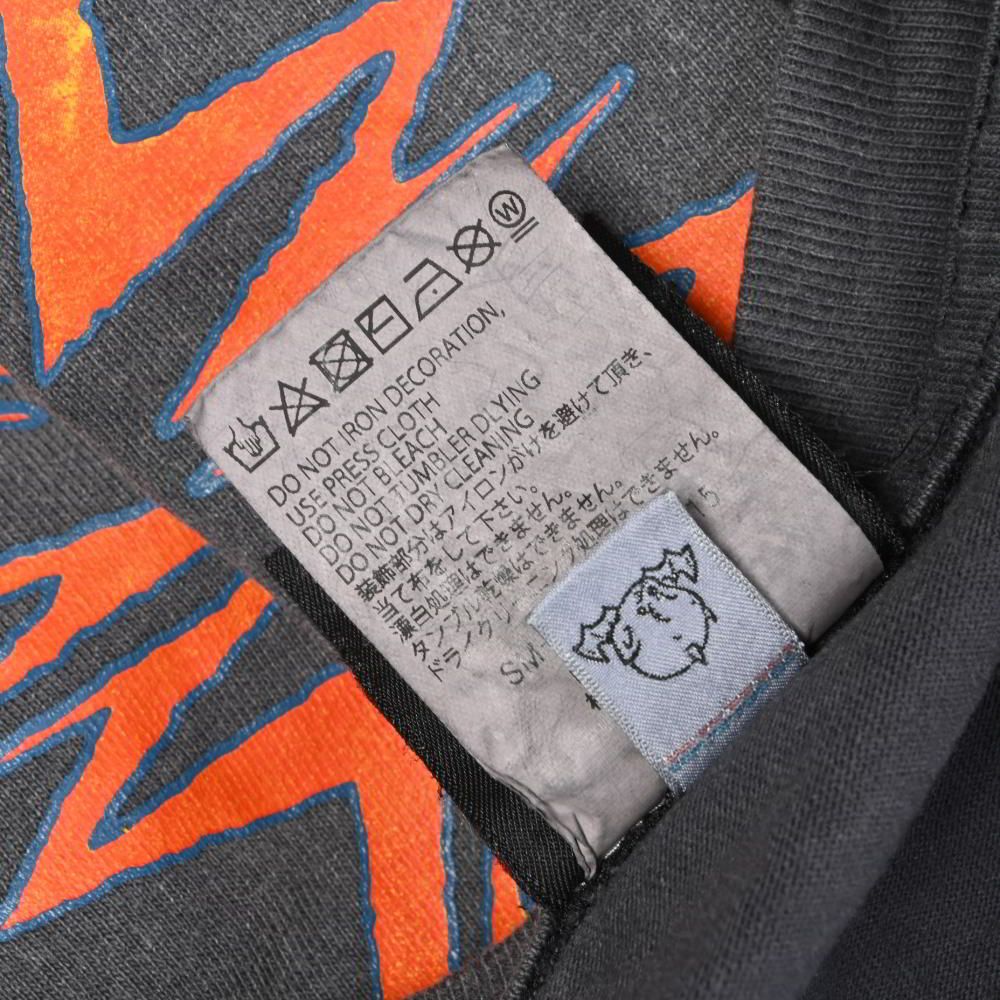 W
DO NOT IRON DECORATION,
USE PRESS CLOTH
DO NOT BLEACH
DO NOT TUMBLER DLYING
DO NOT DRY CLEANING
装飾部分はアイロンがけを避けて頂き、
当て布をして下さい。
漂白処理はできません。
タンブル乾燥はできません。
ドライクリーニング処理はできません。
SM
5